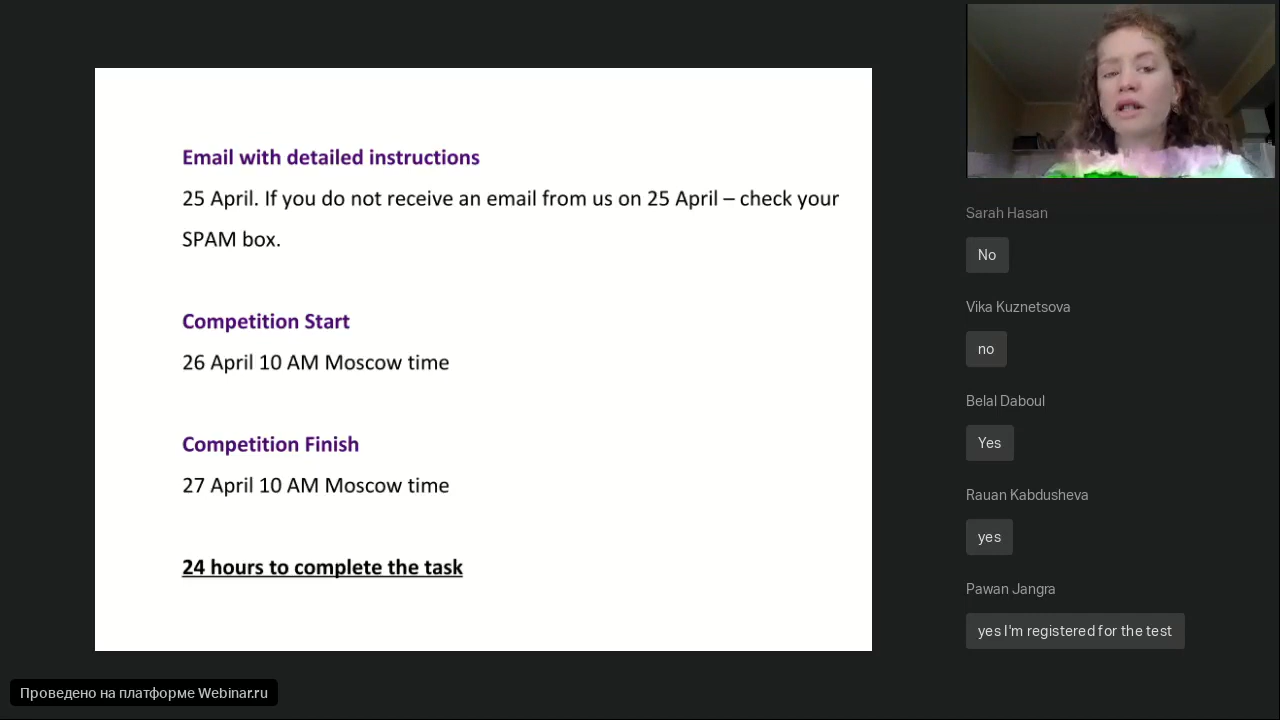 Email with detailed instructions
25 April. If you do not receive an email from us on 25 April – check your
SPAM box.
Competition Start
26 April 10 AM Moscow time
Competition Finish
27 April 10 AM Moscow time
24 hours to complete the task
Sarah Hasan
No
Vika Kuznetsova
no
Belal Daboul
Yes
Rauan Kabdusheva
yes
Pawan Jangra
yes I'm registered for the test
Проведено на платформе Webinar.ru